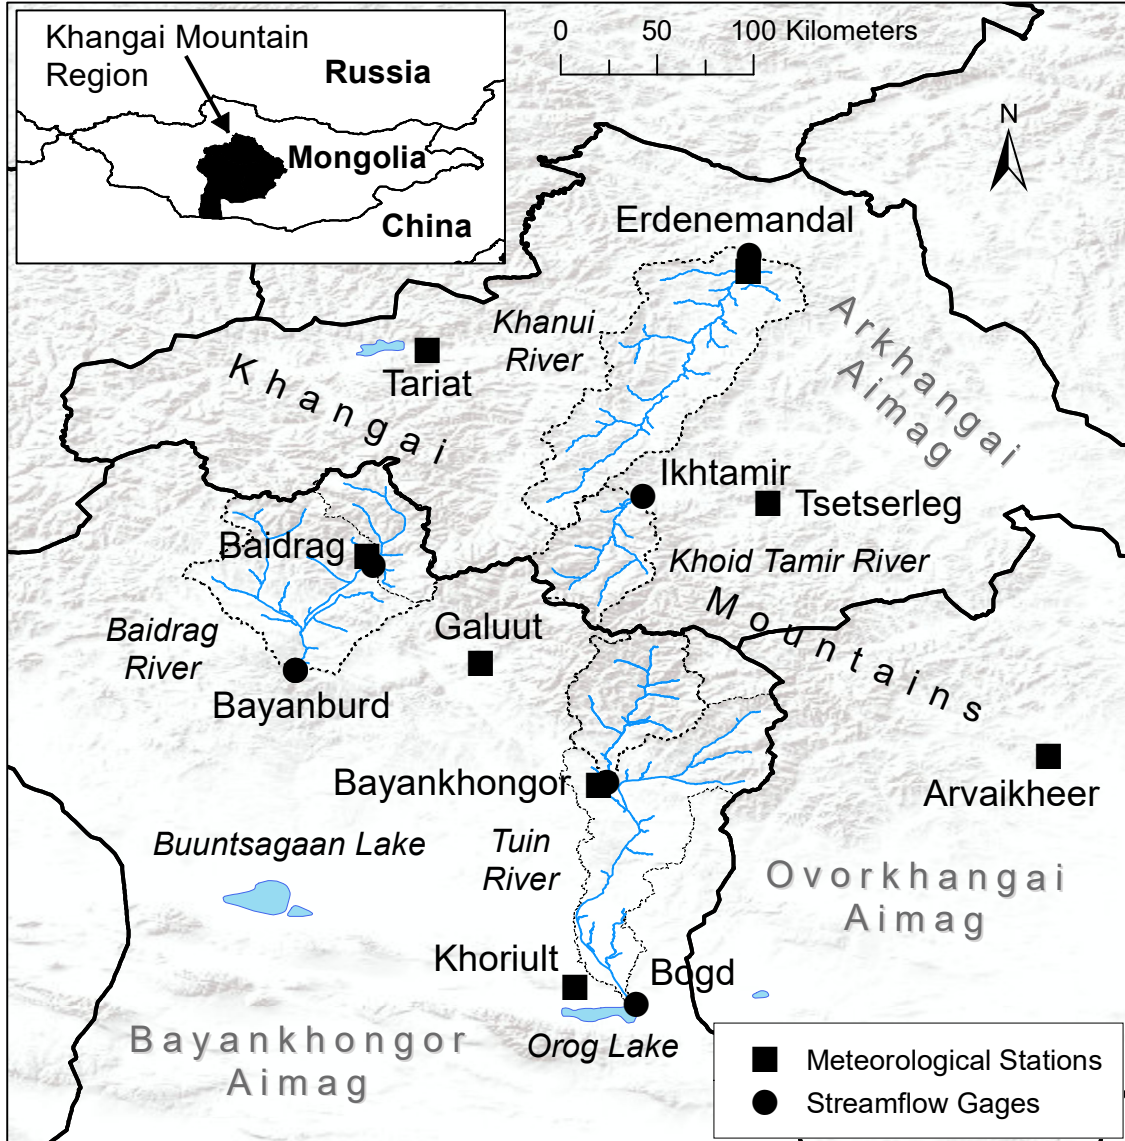 Khangai Mountain
Region
Russia
Mongolia
China
0 50 100 Kilometers
N
Erdenemandal
Khanui
River
Arkhangai
Aimag
Tariat
Khangai
Ikhtamir
Tsetserleg
Baidrag
Khoid Tamir River
Mountains
Baidrag
River
Galuut
Bayanburd
Bayankhongor
Arvaikheer
Buuntsagaan Lake
Tuin
River
Ovorkhangai
Aimag
Khoriult
Bogd
Orog Lake
Bayankhongor
Aimag
Meteorological Stations
Streamflow Gages